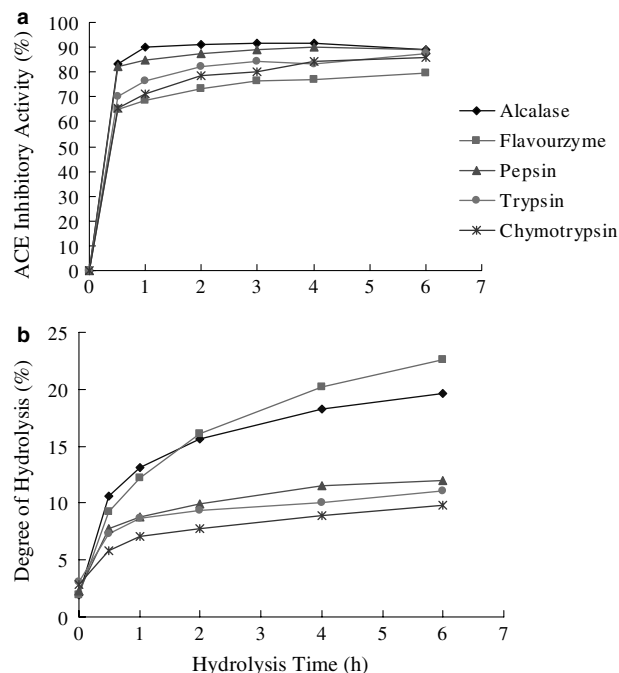 a
ACE Inhibitory Activity (%)
100
90
80
70
60
50
40
30
20
10
0
0 1 2 3 4 5 6 7
Alcalase
Flavourzyme
Pepsin
Trypsin
Chymotrypsin
b
Degree of Hydrolysis (%)
25
20
15
10
5
0
0 1 2 3 4 5 6 7
Hydrolysis Time (h)